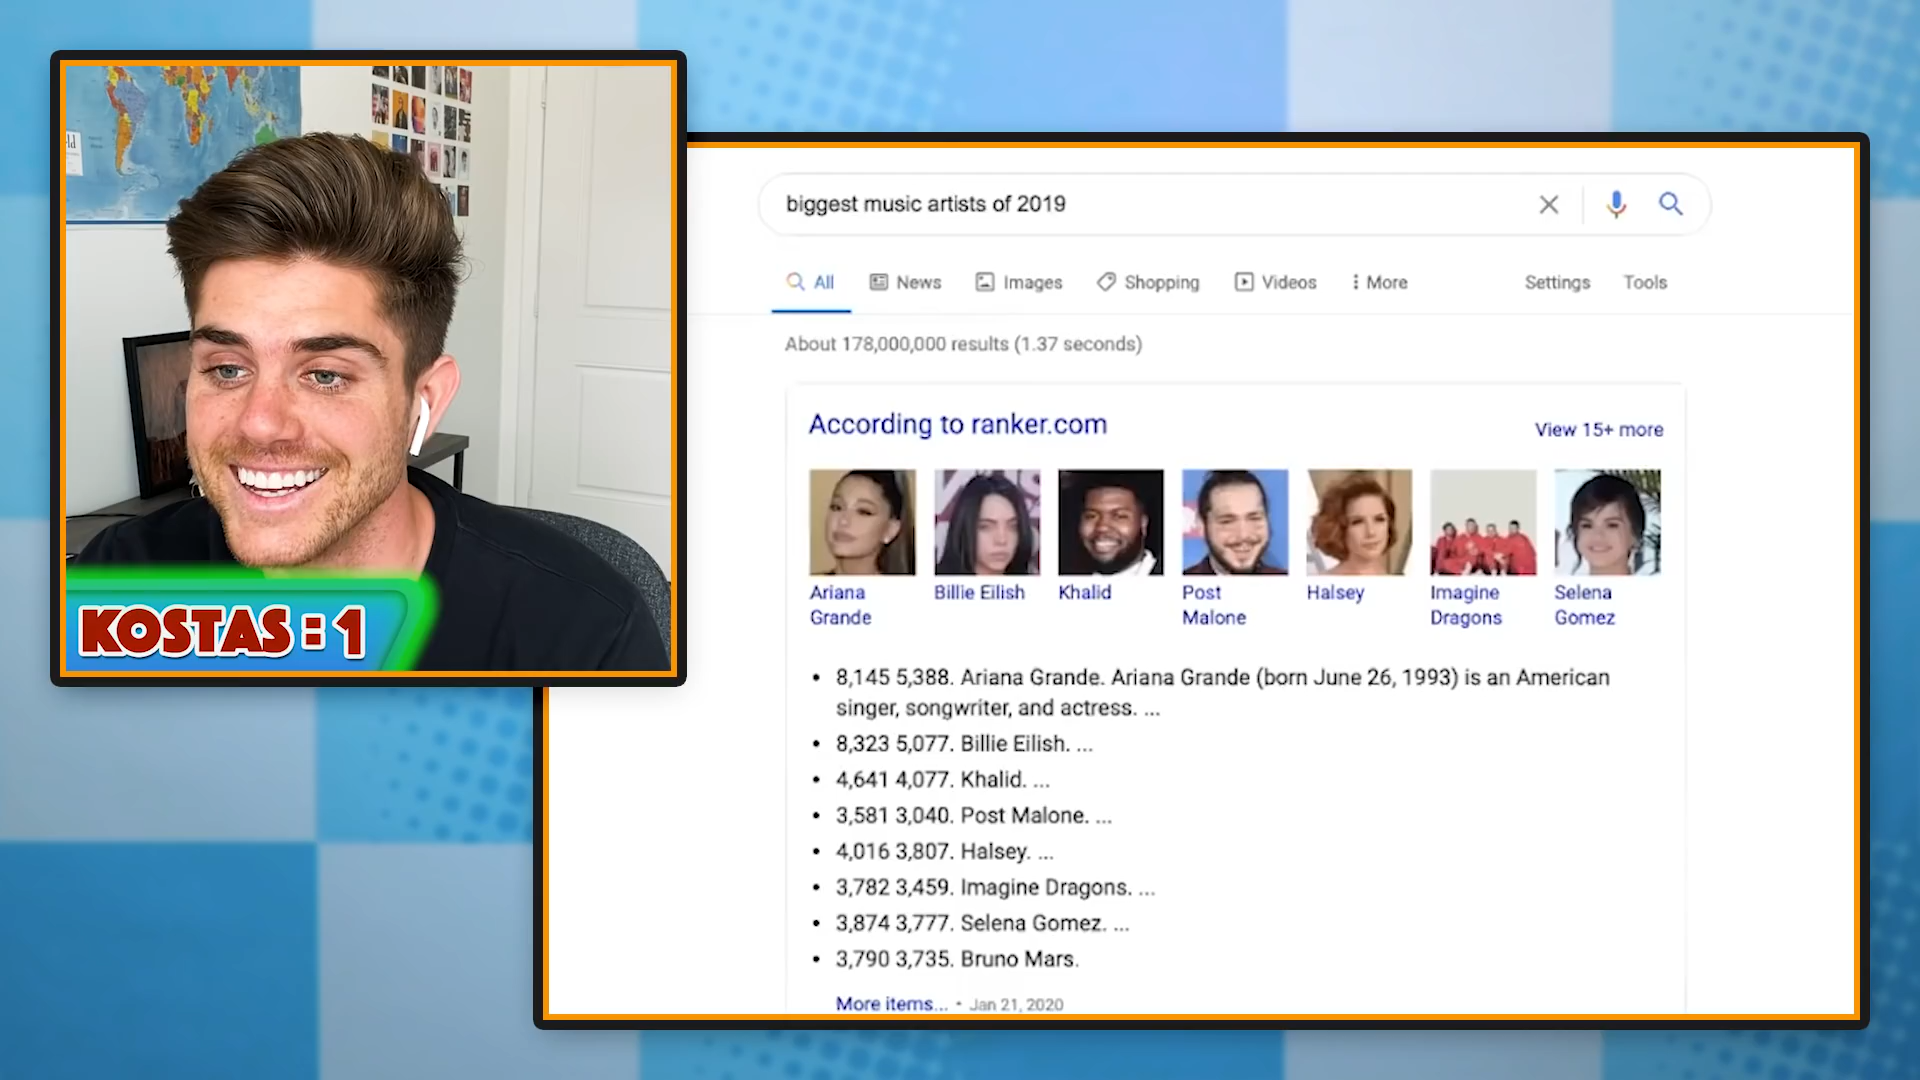 ld
KOSTAS : 1
biggest music artists of 2019
All News Images Shopping Videos More Settings Tools
About 178,000,000 results (1.37 seconds)
According to ranker.com
View 15+ more
Ariana Grande
Billie Eilish
Khalid
Post Malone
Halsey
Imagine Dragons
Selena Gomez
• 8,145 5,388. Ariana Grande. Ariana Grande (born June 26, 1993) is an American
singer, songwriter, and actress. ...
• 8,323 5,077. Billie Eilish. ...
• 4,641 4,077. Khalid. ...
• 3,581 3,040. Post Malone. ...
• 4,016 3,807. Halsey. ...
• 3,782 3,459. Imagine Dragons. ...
• 3,874 3,777. Selena Gomez. ...
• 3,790 3,735. Bruno Mars.
More items... • Jan 21, 2020